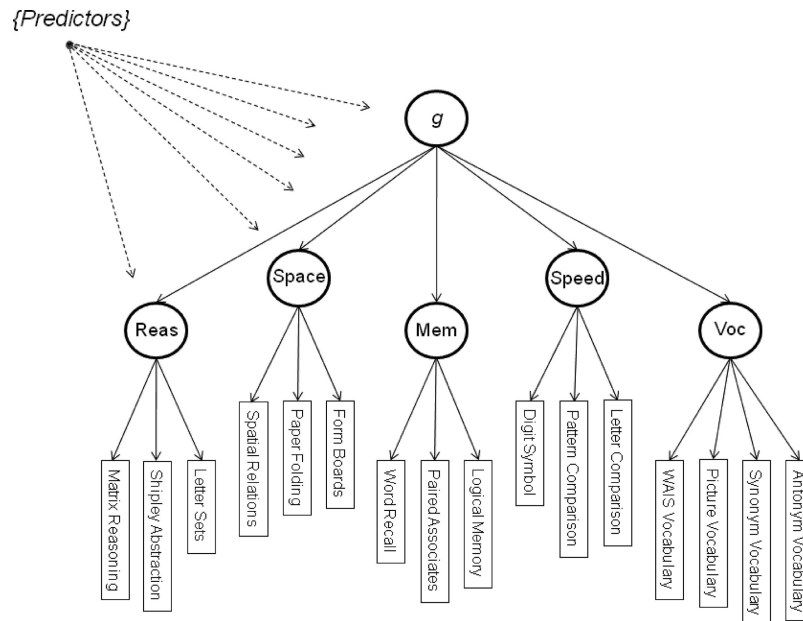 {Predictors}
g
Space
Speed
Reas
Mem
Voc
Matrix Reasoning
Shipley Abstraction
Letter Sets
Spatial Relations
Paper Folding
Form Boards
Word Recall
Paired Associates
Logical Memory
Digit Symbol
Pattern Comparison
Letter Comparison
WAIS Vocabulary
Picture Vocabulary
Synonym Vocabulary
Antonym Vocabulary